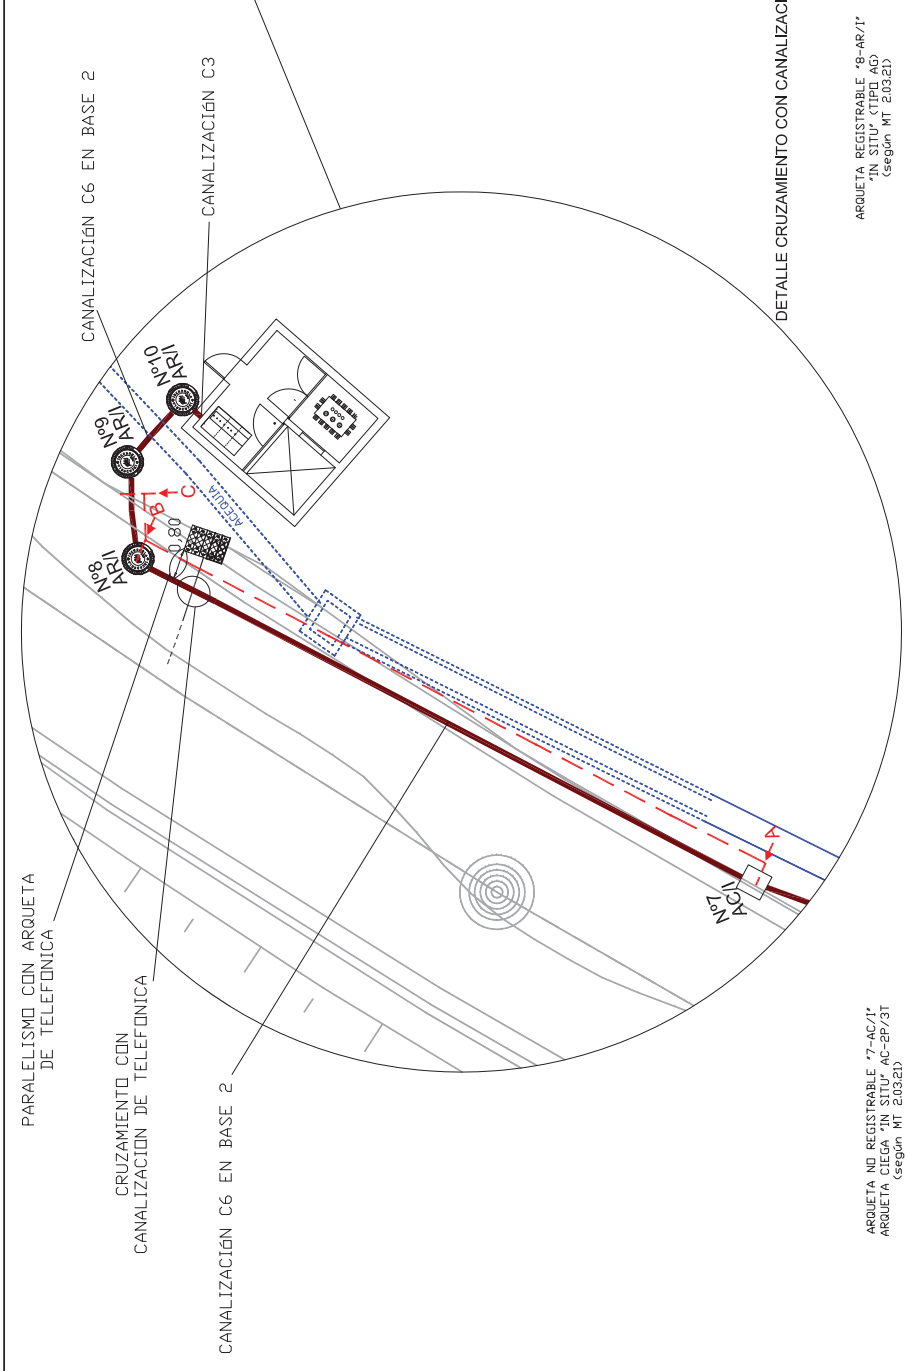 PARALELISMO CON ARQUETA
DE TELEFONICA
CRUZAMIENTO CON
CANALIZACION DE TELEFONICA
CANALIZACIÓN C6 EN BASE 2
CANALIZACIÓN C6 EN BASE 2
CANALIZACIÓN C3
Nº8
AR/I
Nº9
AR/I
Nº10
AR/I
0,80
B
C
ACEQUIA
Nº7
AC/I
A
DETALLE CRUZAMIENTO CON CANALIZACI
ARQUETA NO REGISTRABLE "7-AC/I"
ARQUETA CIEGA "IN SITU" AC-2P/3T
(según MT 2.03.21)
ARQUETA REGISTRABLE "8-AR/I"
"IN SITU" (TIPO AG)
(según MT 2.03.21)